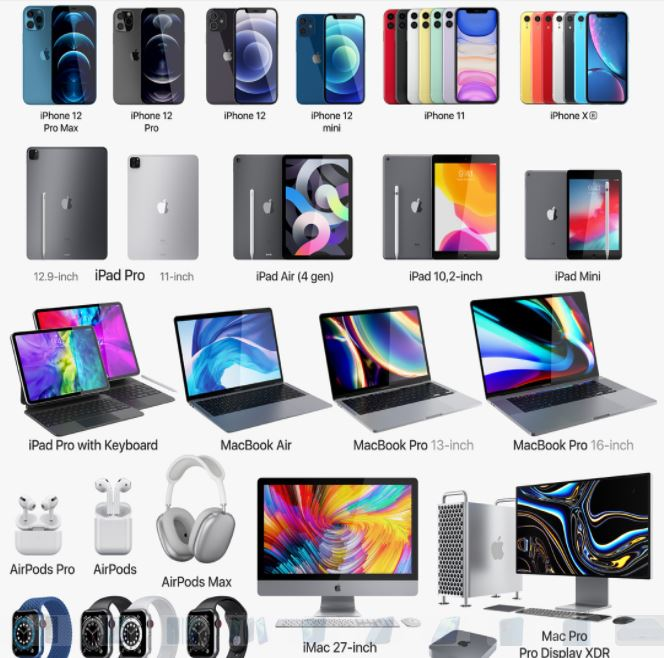 iPhone 12
Pro Max
iPhone 12
Pro
iPhone 12
iPhone 12
mini
iPhone 11
iPhone XⓇ
12.9-inch
iPad Pro
11-inch
iPad Air (4 gen)
iPad 10,2-inch
iPad Mini
iPad Pro with Keyboard
MacBook Air
MacBook Pro 13-inch
MacBook Pro 16-inch
AirPods Pro
AirPods
AirPods Max
iMac 27-inch
Mac Pro
Pro Display XDR